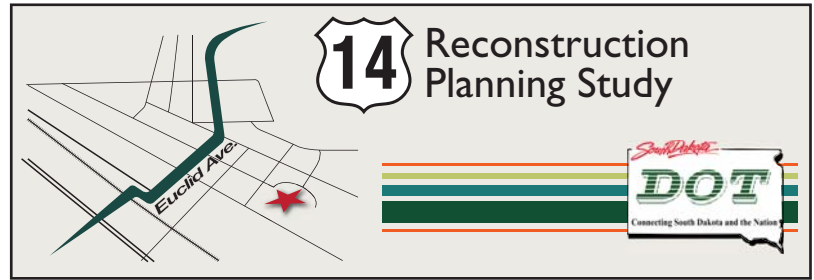 14
Reconstruction
Planning Study
Euclid Ave.
South Dakota
DOT
Connecting South Dakota and the Nation